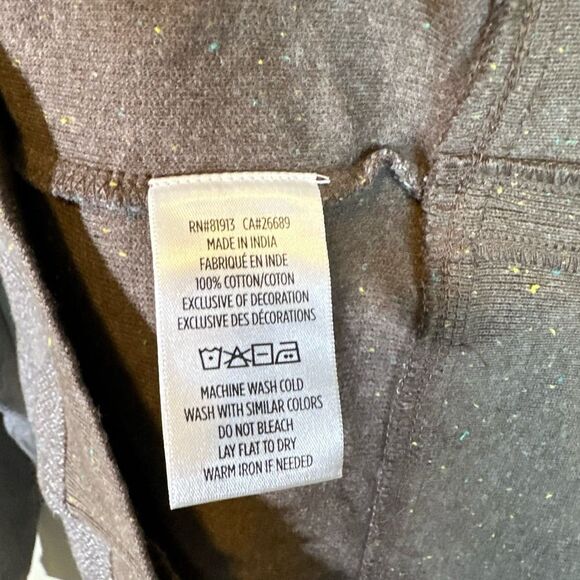 RN#81913 CA#26689
MADE IN INDIA
FABRIQUÉ EN INDE
100% COTTON/COTON
EXCLUSIVE OF DECORATION
EXCLUSIVE DES DÉCORATIONS
MACHINE WASH COLD
WASH WITH SIMILAR COLORS
DO NOT BLEACH
LAY FLAT TO DRY
WARM IRON IF NEEDED